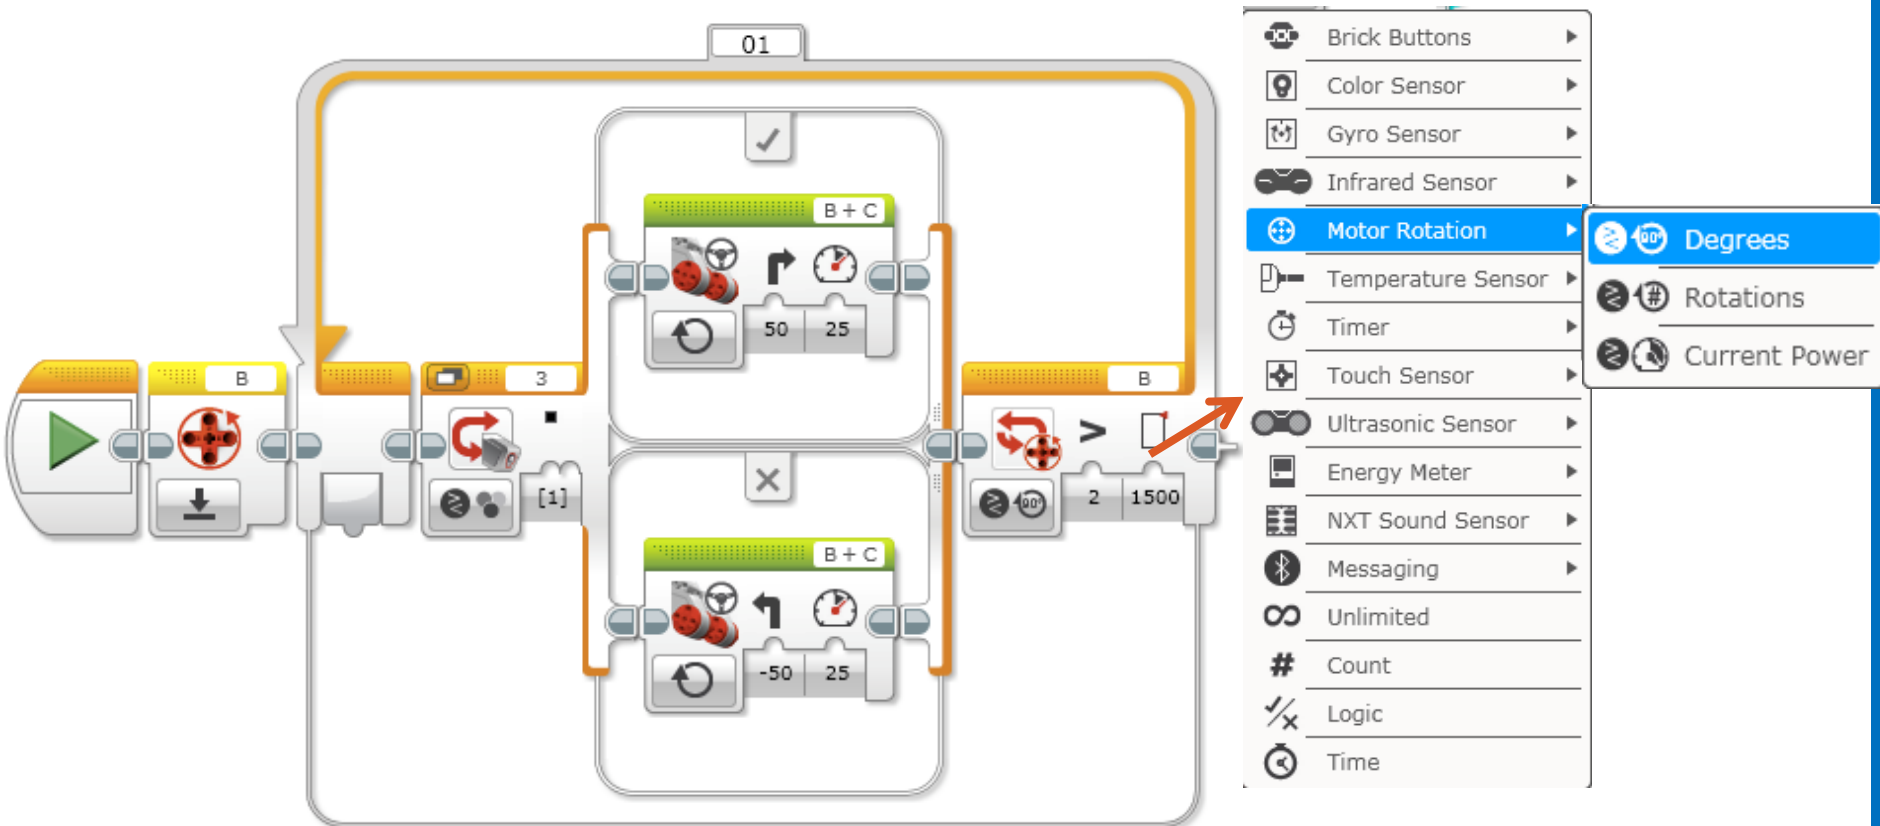 01
B
3
[1]
B + C
50 25
B + C
-50 25
B
>
2 1500
90°
Brick Buttons
Color Sensor
Gyro Sensor
Infrared Sensor
Motor Rotation
Temperature Sensor
Timer
Touch Sensor
Ultrasonic Sensor
Energy Meter
NXT Sound Sensor
Messaging
Unlimited
# Count
Logic
Time
90° Degrees
# Rotations
Current Power